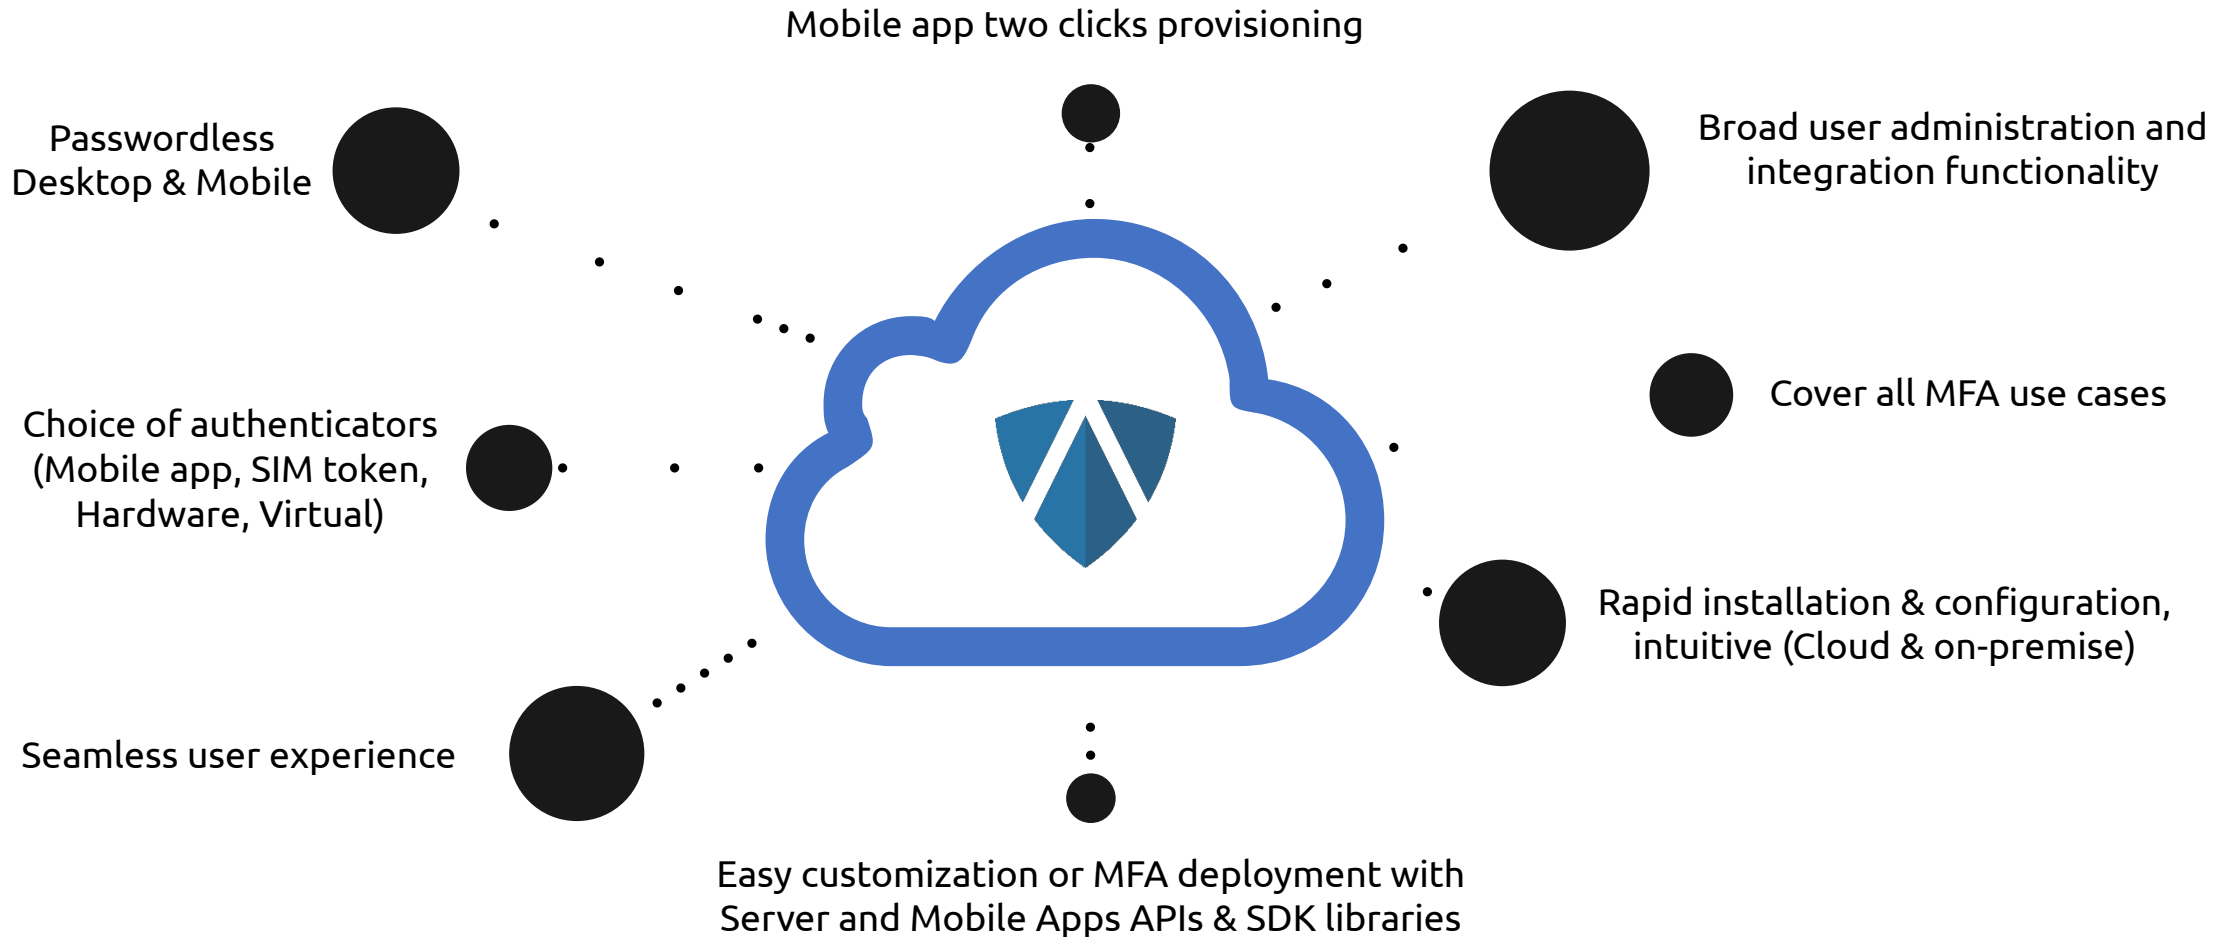 Mobile app two clicks provisioning
Passwordless
Desktop & Mobile
Broad user administration and
integration functionality
Choice of authenticators
(Mobile app, SIM token,
Hardware, Virtual)
Cover all MFA use cases
Rapid installation & configuration,
intuitive (Cloud & on-premise)
Seamless user experience
Easy customization or MFA deployment with
Server and Mobile Apps APIs & SDK libraries